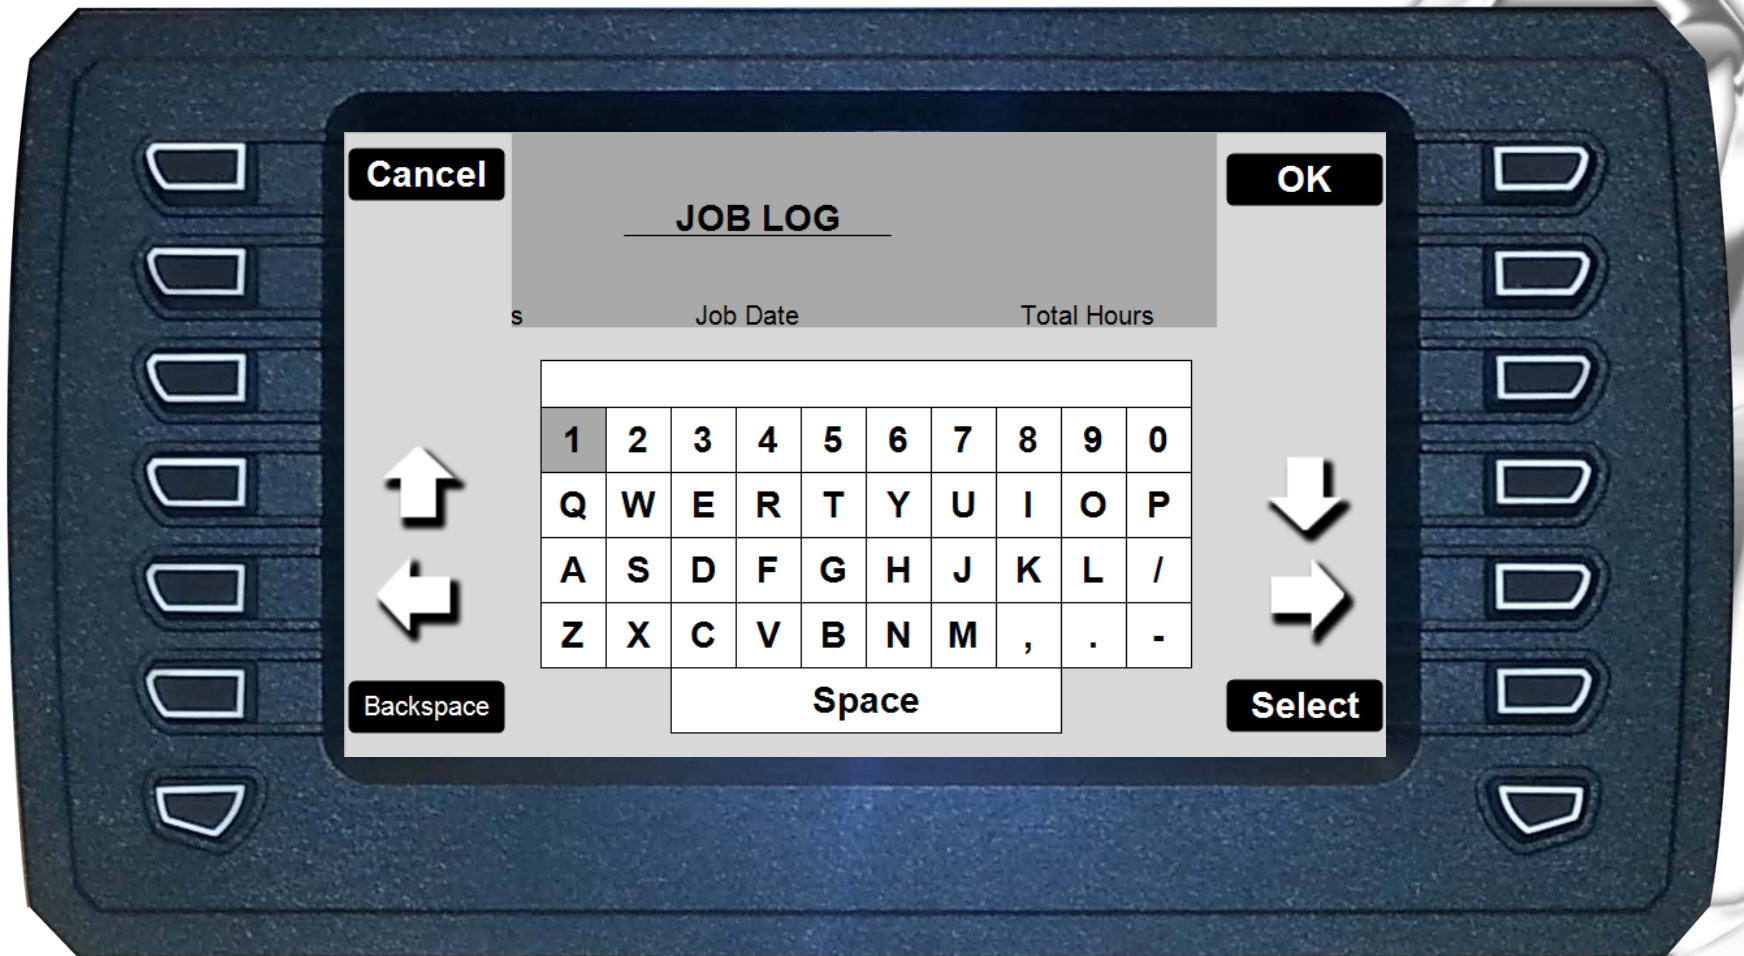 Cancel
OK
JOB LOG
s Job Date Total Hours
1 2 3 4 5 6 7 8 9 0
Q W E R T Y U I O P
A S D F G H J K L /
Z X C V B N M , . -
Space
Backspace
Select